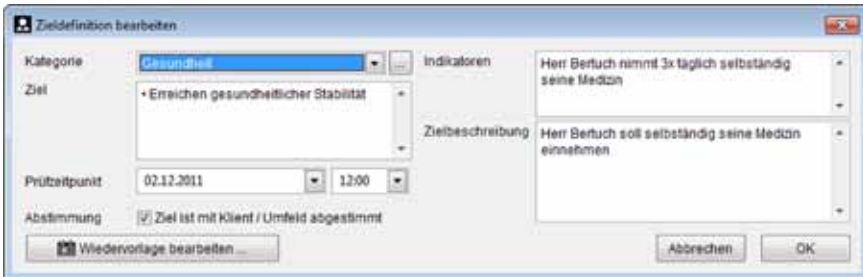 Zieldefinition bearbeiten
Kategorie
Gesundheit
...
Ziel
• Erreichen gesundheitlicher Stabilität
Prüfzeitpunkt
02.12.2011
12:00
Abstimmung
Ziel ist mit Klient / Umfeld abgestimmt
Wiedervorlage bearbeiten ...
Indikatoren
Herr Bertuch nimmt 3x täglich selbständig
seine Medizin
Zielbeschreibung
Herr Bertuch soll selbständig seine Medizin
einnehmen
Abbrechen
OK